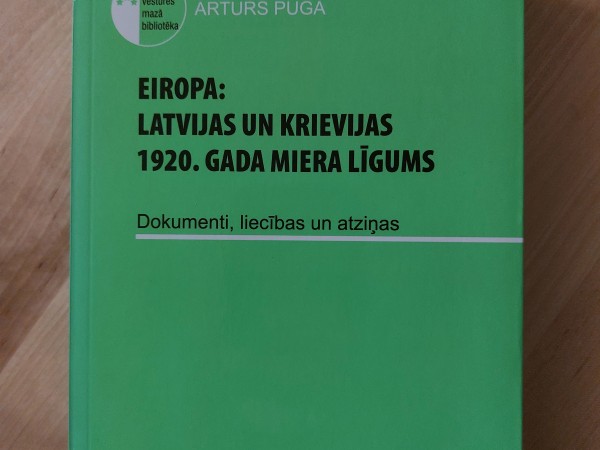 vēstures
mazā
bibliotēka
ARTURS PUGA
EIROPA:
LATVIJAS UN KRIEVIJAS
1920. GADA MIERA LĪGUMS
Dokumenti, liecības un atziņas